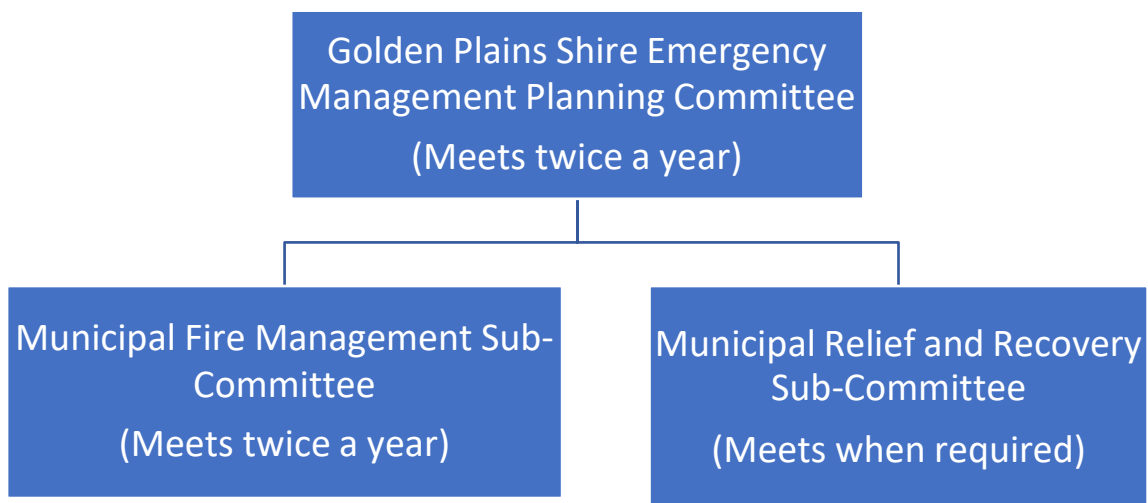 Golden Plains Shire Emergency
Management Planning Committee
(Meets twice a year)
Municipal Fire Management Sub-
Committee
(Meets twice a year)
Municipal Relief and Recovery
Sub-Committee
(Meets when required)